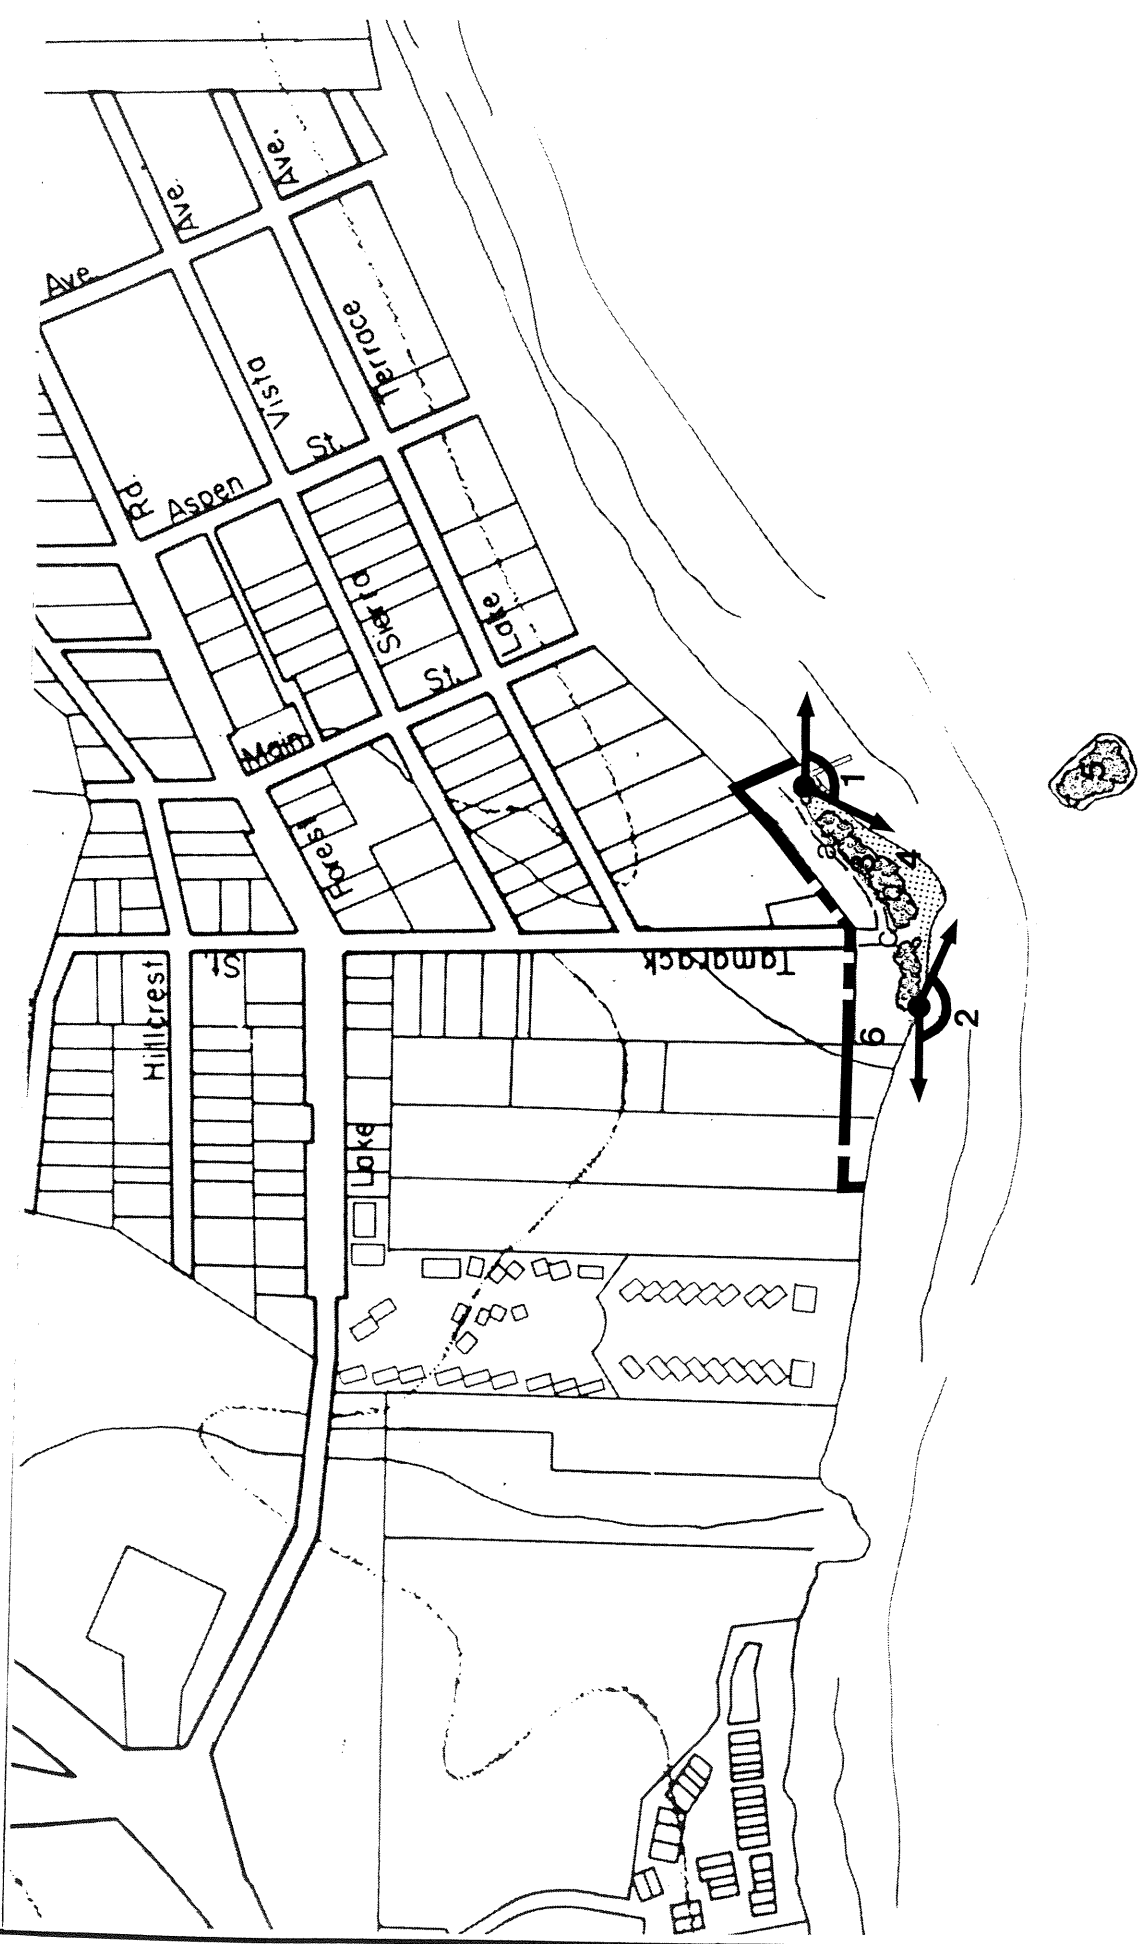 Ave.
Ave.
Ave.
Vista
Terrace
Rd.
Aspen
St.
Sierra
Lake
St.
Main
Forest
Hillcrest
St.
Tamarack
Lake
1
2
3
4
5
6
a
c